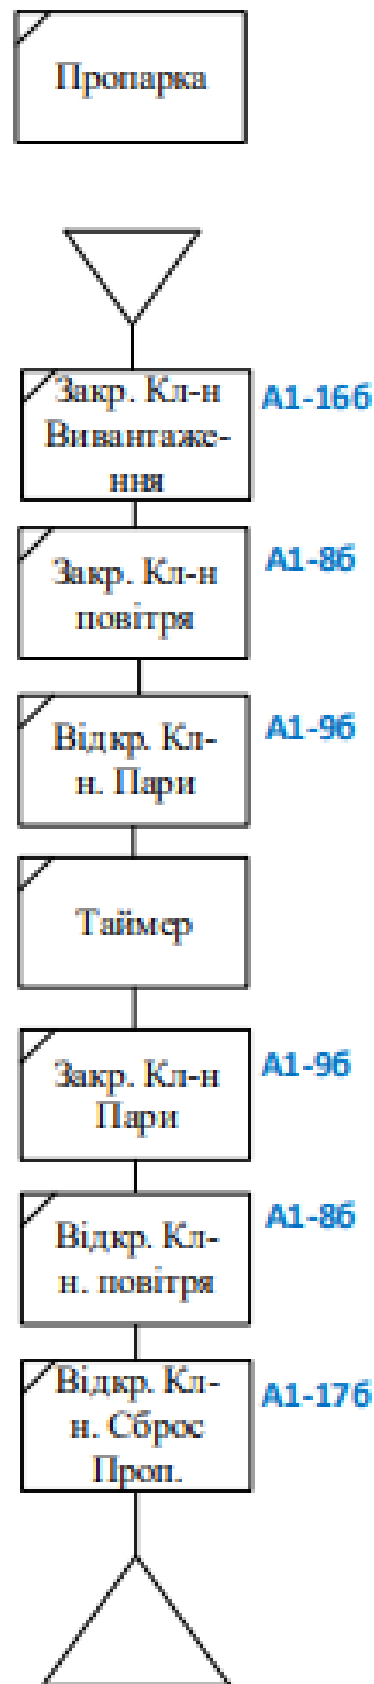 Пропарка
Закр. Кл-н
Вивантаже-
ння
А1-16б
Закр. Кл-н
повітря
А1-8б
Відкр. Кл-
н. Пари
А1-9б
Таймер
Закр. Кл-н
Пари
А1-9б
Відкр. Кл-
н. повітря
А1-8б
Відкр. Кл-
н. Сброс
Проп.
А1-17б